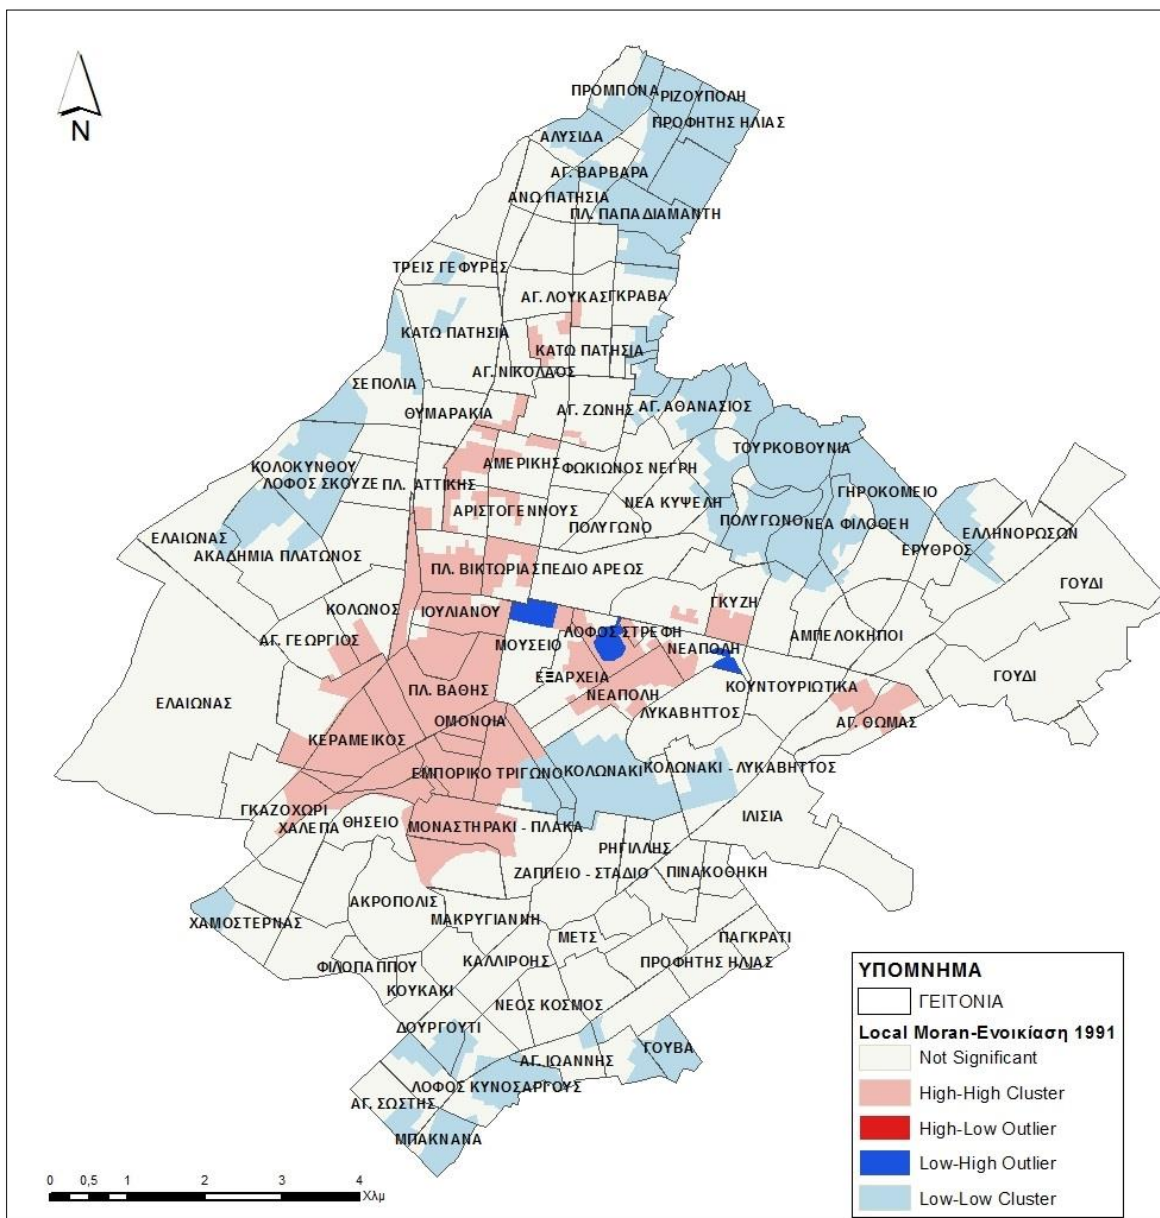 ΠΡΟΜΠΟΝΑ
ΡΙΖΟΥΠΟΛΗ
ΠΡΟΦΗΤΗΣ ΗΛΙΑΣ
ΑΛΥΣΙΔΑ
N
ΑΓ. ΒΑΡΒΑΡΑ
ΑΝΩ ΠΑΤΗΣΙΑ
ΠΛ. ΠΑΠΑΔΙΑΜΑΝΤΗ
ΤΡΕΙΣ ΓΕΦΥΡΕΣ
ΑΓ. ΛΟΥΚΑΣ
ΓΚΡΑΒΑ
ΚΑΤΩ ΠΑΤΗΣΙΑ
ΚΑΤΩ ΠΑΤΗΣΙΑ
ΑΓ. ΝΙΚΟΛΑΟΣ
ΣΕΠΟΛΙΑ
ΘΥΜΑΡΑΚΙΑ
ΑΓ. ΖΩΝΗΣ
ΑΓ. ΑΘΑΝΑΣΙΟΣ
ΤΟΥΡΚΟΒΟΥΝΙΑ
ΚΟΛΟΚΥΝΘΟΥ
ΑΜΕΡΙΚΗΣ
ΦΩΚΙΩΝΟΣ ΝΕΓΡΗ
ΛΟΦΟΣ ΣΚΟΥΖΕ
ΠΛ. ΑΤΤΙΚΗΣ
ΓΗΡΟΚΟΜΕΙΟ
ΝΕΑ ΚΥΨΕΛΗ
ΑΡΙΣΤΟΓΕΝΝΟΥΣ
ΠΟΛΥΓΩΝΟ
ΠΟΛΥΓΩΝΟ
ΝΕΑ ΦΙΛΟΘΕΗ
ΕΛΛΗΝΟΡΩΣΩΝ
ΕΛΑΙΩΝΑΣ
ΕΡΥΘΡΟΣ
ΑΚΑΔΗΜΙΑ ΠΛΑΤΩΝΟΣ
ΠΛ. ΒΙΚΤΩΡΙΑΣ
ΠΕΔΙΟ ΑΡΕΩΣ
ΓΟΥΔΙ
ΚΟΛΩΝΟΣ
ΙΟΥΛΙΑΝΟΥ
ΓΚΥΖΗ
ΑΓ. ΓΕΩΡΓΙΟΣ
ΜΟΥΣΕΙΟ
ΛΟΦΟΣ ΣΤΡΕΦΗ
ΝΕΑΠΟΛΗ
ΑΜΠΕΛΟΚΗΠΟΙ
ΕΞΑΡΧΕΙΑ
ΓΟΥΔΙ
ΠΛ. ΒΑΘΗΣ
ΝΕΑΠΟΛΗ
ΚΟΥΝΤΟΥΡΙΩΤΙΚΑ
ΕΛΑΙΩΝΑΣ
ΛΥΚΑΒΗΤΤΟΣ
ΟΜΟΝΟΙΑ
ΑΓ. ΘΩΜΑΣ
ΚΕΡΑΜΕΙΚΟΣ
ΕΜΠΟΡΙΚΟ ΤΡΙΓΩΝΟ
ΚΟΛΩΝΑΚΙ
ΚΟΛΩΝΑΚΙ - ΛΥΚΑΒΗΤΤΟΣ
ΓΚΑΖΟΧΩΡΙ
ΙΛΙΣΙΑ
ΧΑΛΕΠΑ
ΘΗΣΕΙΟ
ΜΟΝΑΣΤΗΡΑΚΙ - ΠΛΑΚΑ
ΡΗΓΙΛΛΗΣ
ΖΑΠΠΕΙΟ - ΣΤΑΔΙΟ
ΠΙΝΑΚΟΘΗΚΗ
ΑΚΡΟΠΟΛΙΣ
ΧΑΜΟΣΤΕΡΝΑΣ
ΜΑΚΡΥΓΙΑΝΝΗ
ΜΕΤΣ
ΠΑΓΚΡΑΤΙ
ΦΙΛΟΠΑΠΠΟΥ
ΚΑΛΛΙΡΟΗΣ
ΠΡΟΦΗΤΗΣ ΗΛΙΑΣ
ΚΟΥΚΑΚΙ
ΝΕΟΣ ΚΟΣΜΟΣ
ΔΟΥΡΓΟΥΤΙ
ΓΟΥΒΑ
ΑΓ. ΙΩΑΝΝΗΣ
ΛΟΦΟΣ ΚΥΝΟΣΑΡΓΟΥΣ
ΑΓ. ΣΩΣΤΗΣ
ΜΠΑΚΝΑΝΑ
ΥΠΟΜΝΗΜΑ
ΓΕΙΤΟΝΙΑ
Local Moran-Ενοικίαση 1991
Not Significant
High-High Cluster
High-Low Outlier
Low-High Outlier
Low-Low Cluster
0 0,5 1 2 3 4
Χλμ